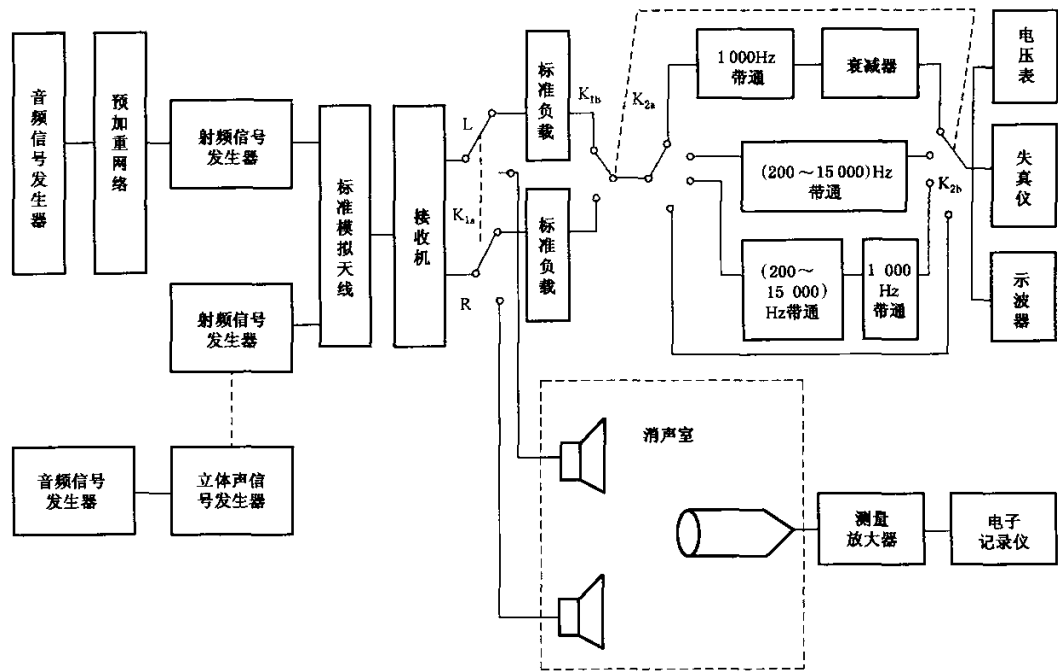 音频信号发生器
预加重网络
射频信号
发生器
射频信号
发生器
音频信号
发生器
立体声信
号发生器
标准模拟天线
接收机
L
K1a
R
标准负载
标准负载
K1b
K2a
1 000Hz
带通
衰减器
(200～15 000)Hz
带通
(200～
15 000)
Hz带通
1 000
Hz
带通
K2b
电压表
失真仪
示波器
消声室
测量
放大器
电子
记录仪